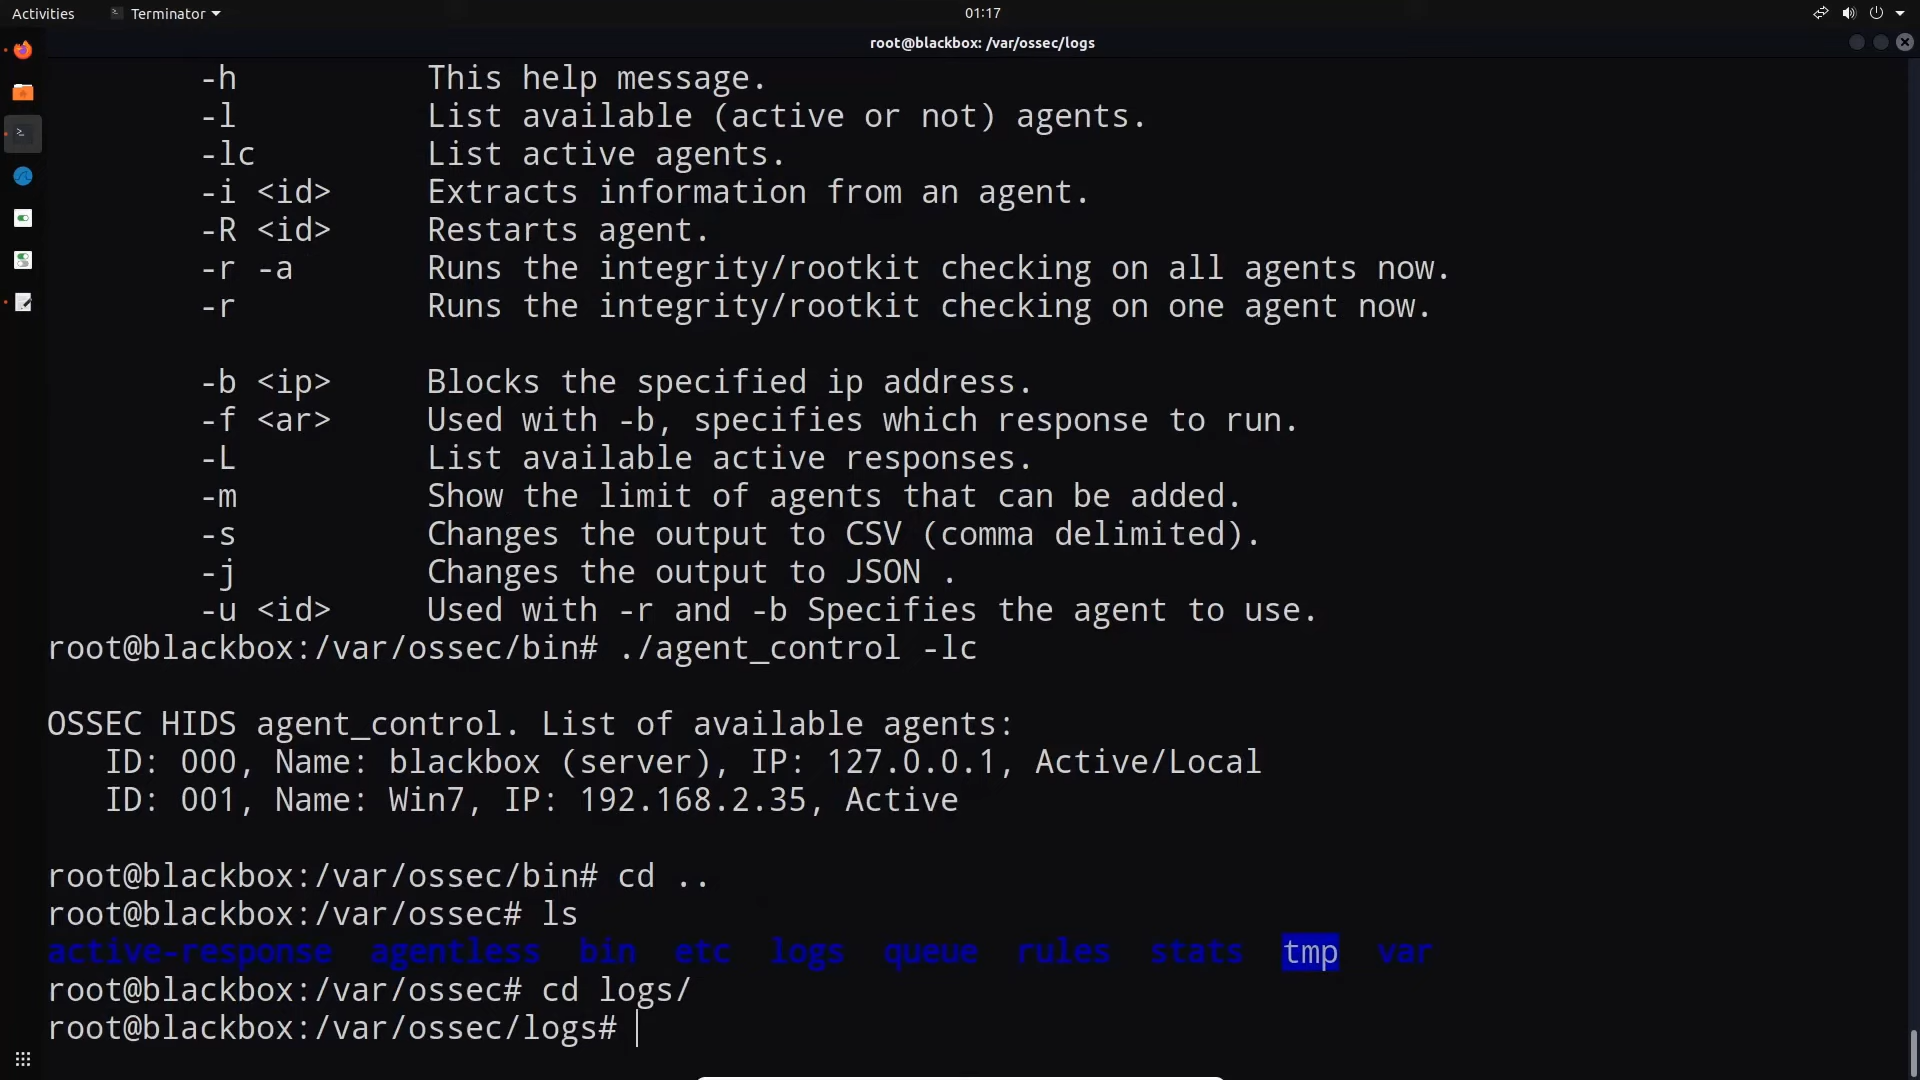 Activities Terminator 01:17
root@blackbox: /var/ossec/logs
-h This help message.
-l List available (active or not) agents.
-lc List active agents.
-i <id> Extracts information from an agent.
-R <id> Restarts agent.
-r -a Runs the integrity/rootkit checking on all agents now.
-r Runs the integrity/rootkit checking on one agent now.
-b <ip> Blocks the specified ip address.
-f <ar> Used with -b, specifies which response to run.
-L List available active responses.
-m Show the limit of agents that can be added.
-s Changes the output to CSV (comma delimited).
-j Changes the output to JSON .
-u <id> Used with -r and -b Specifies the agent to use.
root@blackbox:/var/ossec/bin# ./agent_control -lc
OSSEC HIDS agent_control. List of available agents:
ID: 000, Name: blackbox (server), IP: 127.0.0.1, Active/Local
ID: 001, Name: Win7, IP: 192.168.2.35, Active
root@blackbox:/var/ossec/bin# cd ..
root@blackbox:/var/ossec# ls
active-response agentless bin etc logs queue rules stats tmp var
root@blackbox:/var/ossec# cd logs/
root@blackbox:/var/ossec/logs#